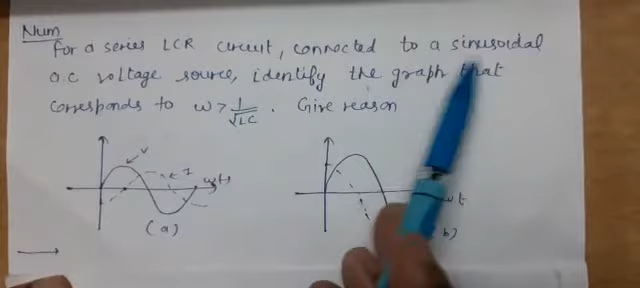 Num
for a series LCR circuit, connected to a sinusoidal
a.c voltage source, identify the graph that
corresponds to ω > 1/√LC . Give reason
V
I
ωt
ωt
(a)
b)